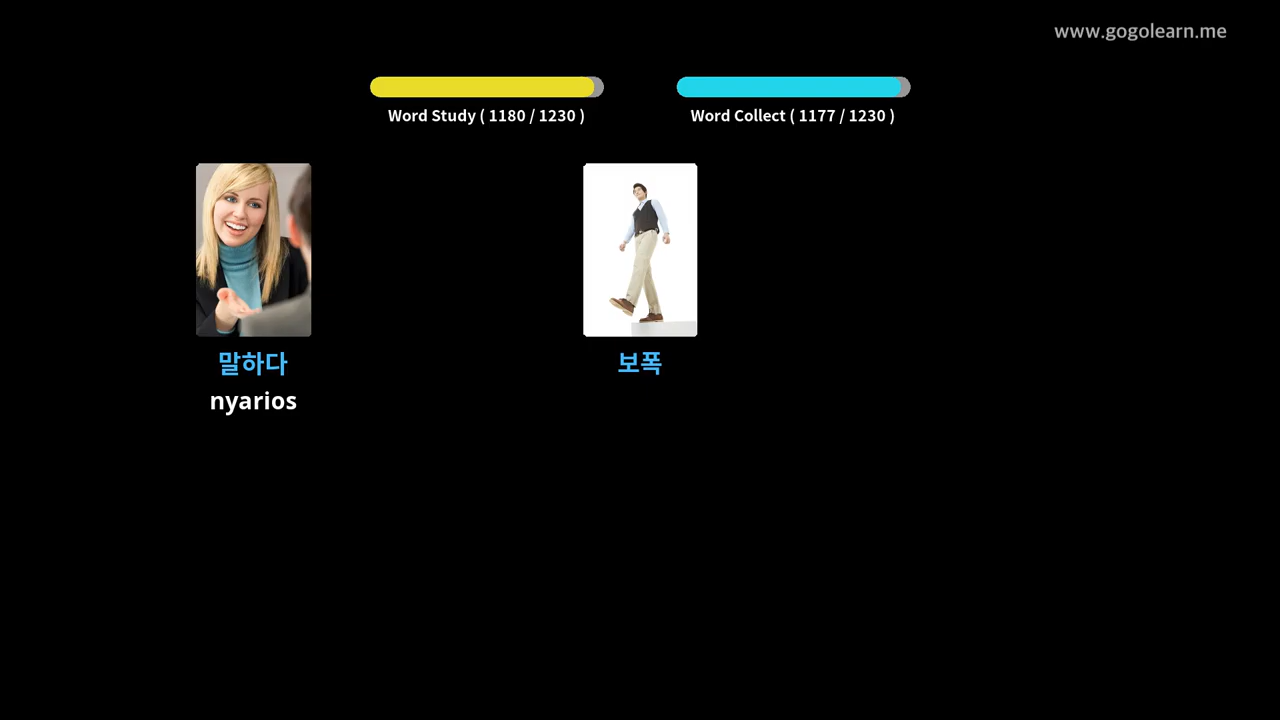 www.gogolearn.me
Word Study ( 1180 / 1230 )
Word Collect ( 1177 / 1230 )
말하다
보폭
nyarios